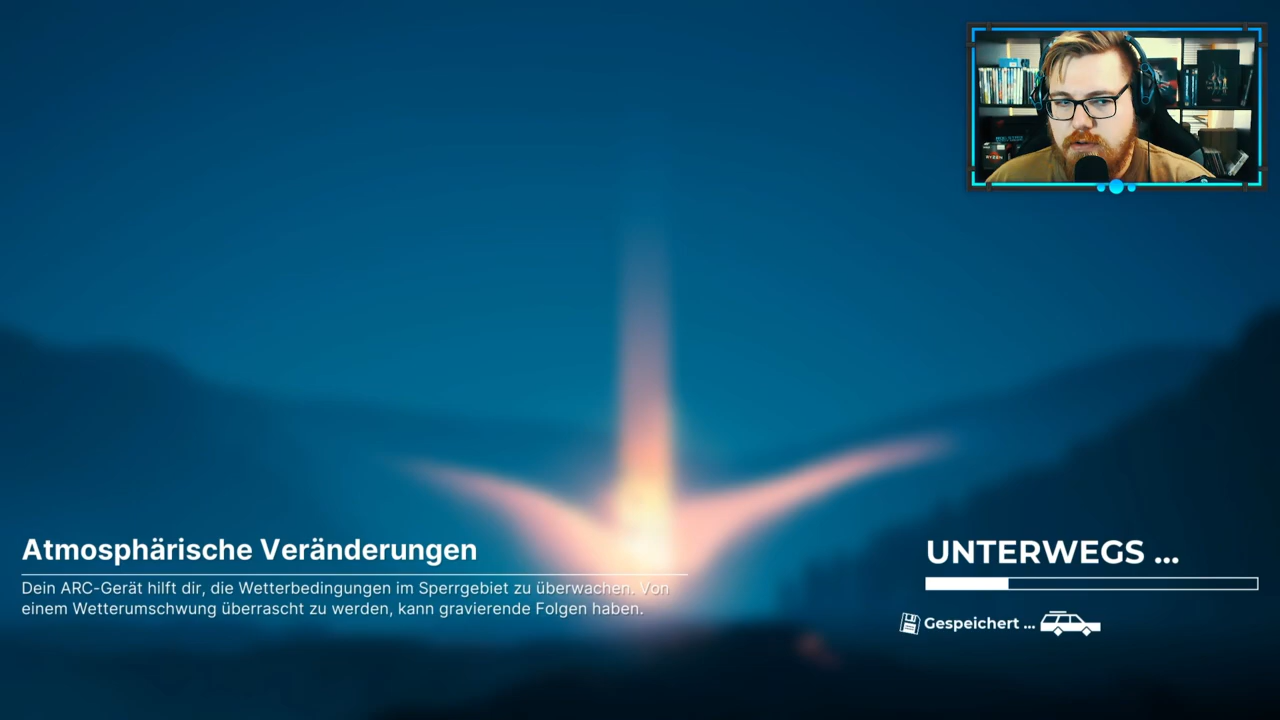 Atmosphärische Veränderungen
Dein ARC-Gerät hilft dir, die Wetterbedingungen im Sperrgebiet zu überwachen. Von
einem Wetterumschwung überrascht zu werden, kann gravierende Folgen haben.
UNTERWEGS ...
Gespeichert ...
RYZEN